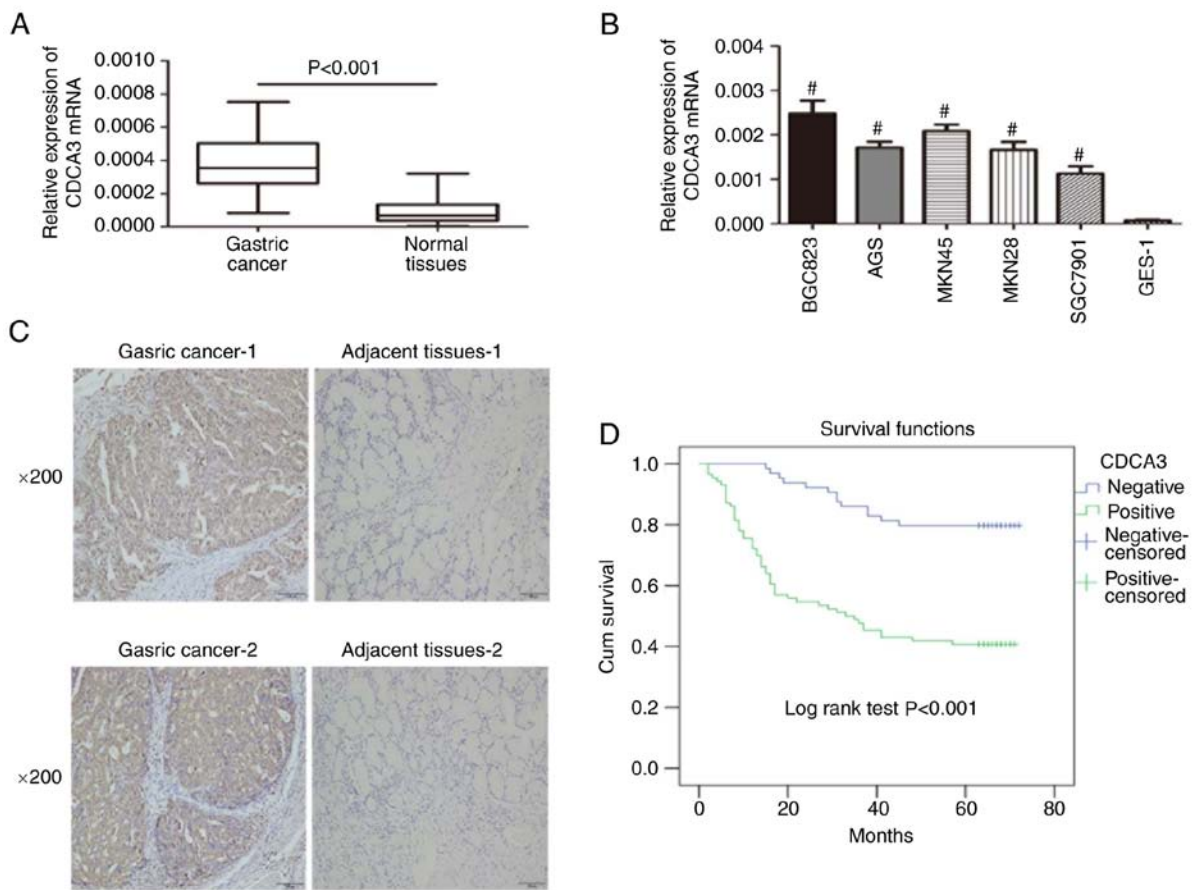 A
Relative expression of
CDCA3 mRNA
0.0010
0.0008
0.0006
0.0004
0.0002
0.0000
P<0.001
Gastric
cancer
Normal
tissues
B
Relative expression of
CDCA3 mRNA
0.004
0.003
0.002
0.001
0.000
#
#
#
#
#
BGC823
AGS
MKN45
MKN28
SGC7901
GES-1
C
Gasric cancer-1
Adjacent tissues-1
×200
Gasric cancer-2
Adjacent tissues-2
×200
D
Survival functions
Cum survival
1.0
0.8
0.6
0.4
0.2
0.0
Log rank test P<0.001
0
20
40
60
80
Months
CDCA3
Negative
Positive
Negative-
censored
Positive-
censored